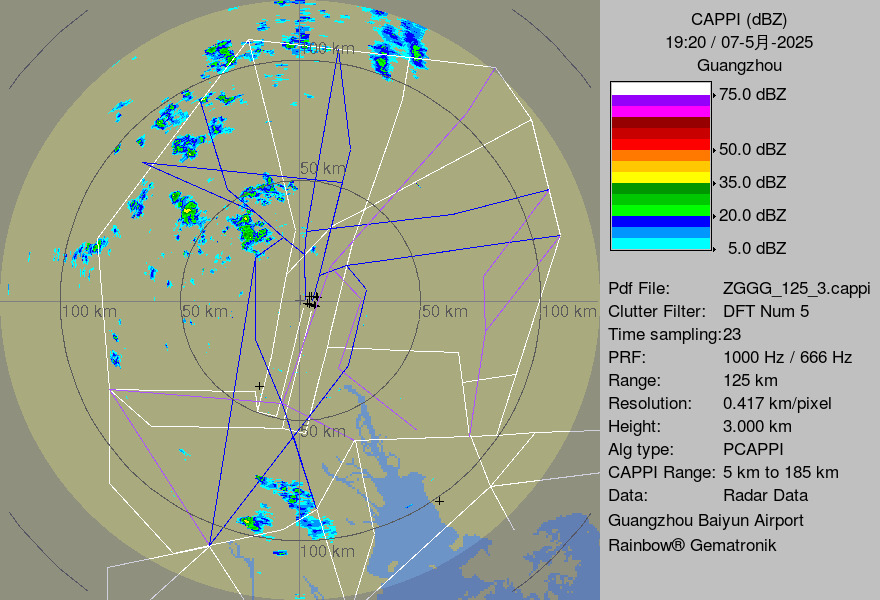 CAPPI (dBZ)
19:20 / 07-5月-2025
Guangzhou
75.0 dBZ
50.0 dBZ
35.0 dBZ
20.0 dBZ
5.0 dBZ
Pdf File: ZGGG_125_3.cappi
Clutter Filter: DFT Num 5
Time sampling:23
PRF: 1000 Hz / 666 Hz
Range: 125 km
Resolution: 0.417 km/pixel
Height: 3.000 km
Alg type: PCAPPI
CAPPI Range: 5 km to 185 km
Data: Radar Data
Guangzhou Baiyun Airport
Rainbow® Gematronik
100 km
50 km
100 km
50 km
50 km
100 km
50 km
100 km